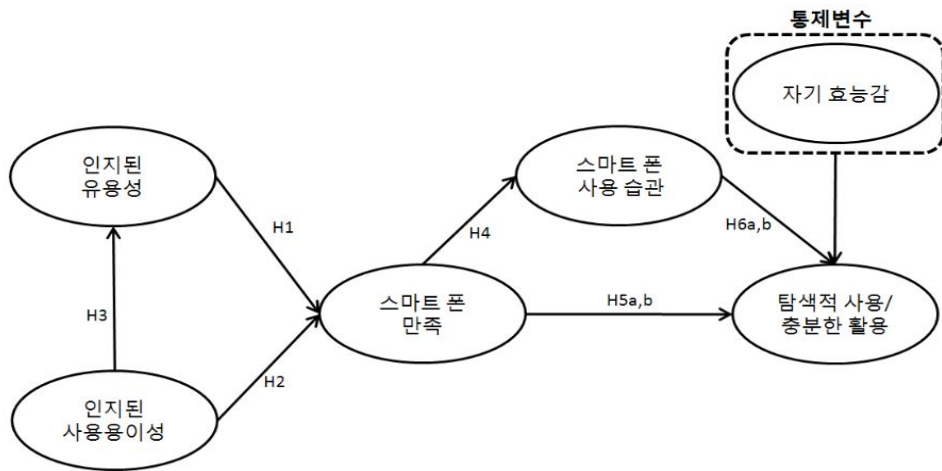 통제변수
자기 효능감
인지된
유용성
스마트 폰
사용 습관
H1
H4
H6a,b
H3
스마트 폰
만족
H5a,b
탐색적 사용/
충분한 활용
H2
인지된
사용용이성